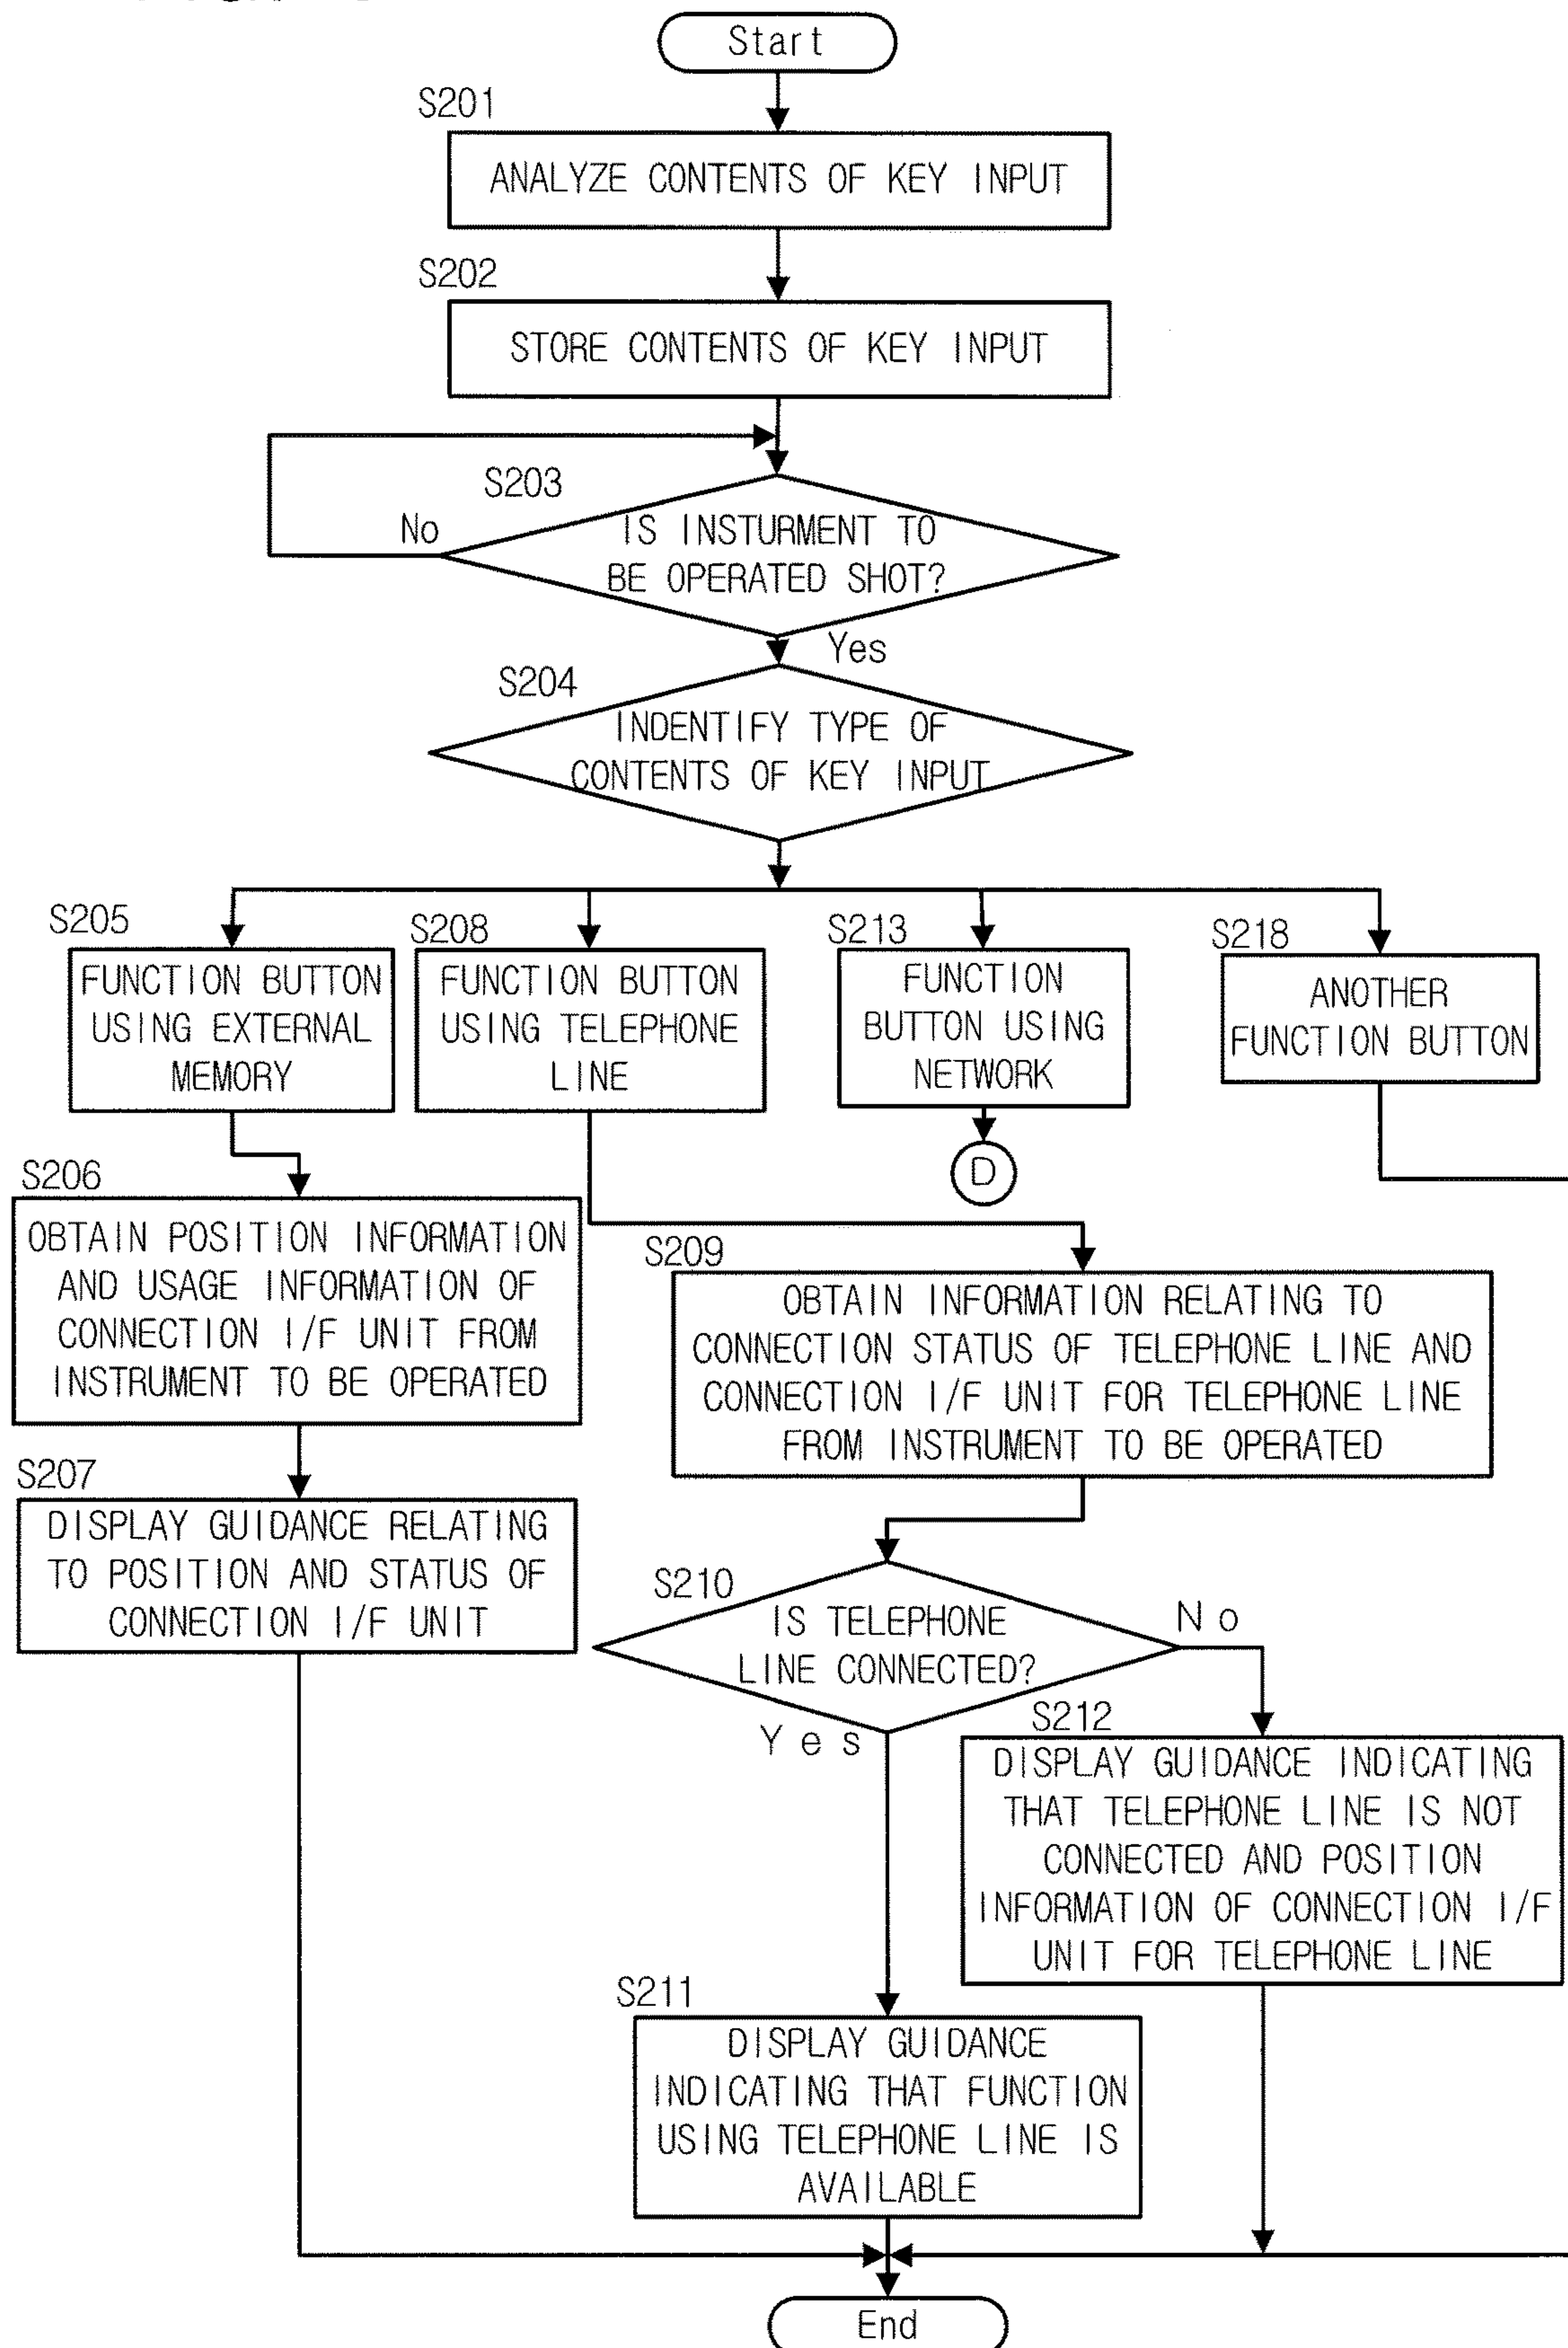 Start
S201
ANALYZE CONTENTS OF KEY INPUT
S202
STORE CONTENTS OF KEY INPUT
S203
No
IS INSTURMENT TO
BE OPERATED SHOT?
Yes
S204
INDENTIFY TYPE OF
CONTENTS OF KEY INPUT
S205
FUNCTION BUTTON
USING EXTERNAL
MEMORY
S208
FUNCTION BUTTON
USING TELEPHONE
LINE
S213
FUNCTION
BUTTON USING
NETWORK
D
S218
ANOTHER
FUNCTION BUTTON
S206
OBTAIN POSITION INFORMATION
AND USAGE INFORMATION OF
CONNECTION I/F UNIT FROM
INSTRUMENT TO BE OPERATED
S209
OBTAIN INFORMATION RELATING TO
CONNECTION STATUS OF TELEPHONE LINE AND
CONNECTION I/F UNIT FOR TELEPHONE LINE
FROM INSTRUMENT TO BE OPERATED
S207
DISPLAY GUIDANCE RELATING
TO POSITION AND STATUS OF
CONNECTION I/F UNIT
S210
IS TELEPHONE
LINE CONNECTED?
No
Yes
S212
DISPLAY GUIDANCE INDICATING
THAT TELEPHONE LINE IS NOT
CONNECTED AND POSITION
INFORMATION OF CONNECTION I/F
UNIT FOR TELEPHONE LINE
S211
DISPLAY GUIDANCE
INDICATING THAT FUNCTION
USING TELEPHONE LINE IS
AVAILABLE
End